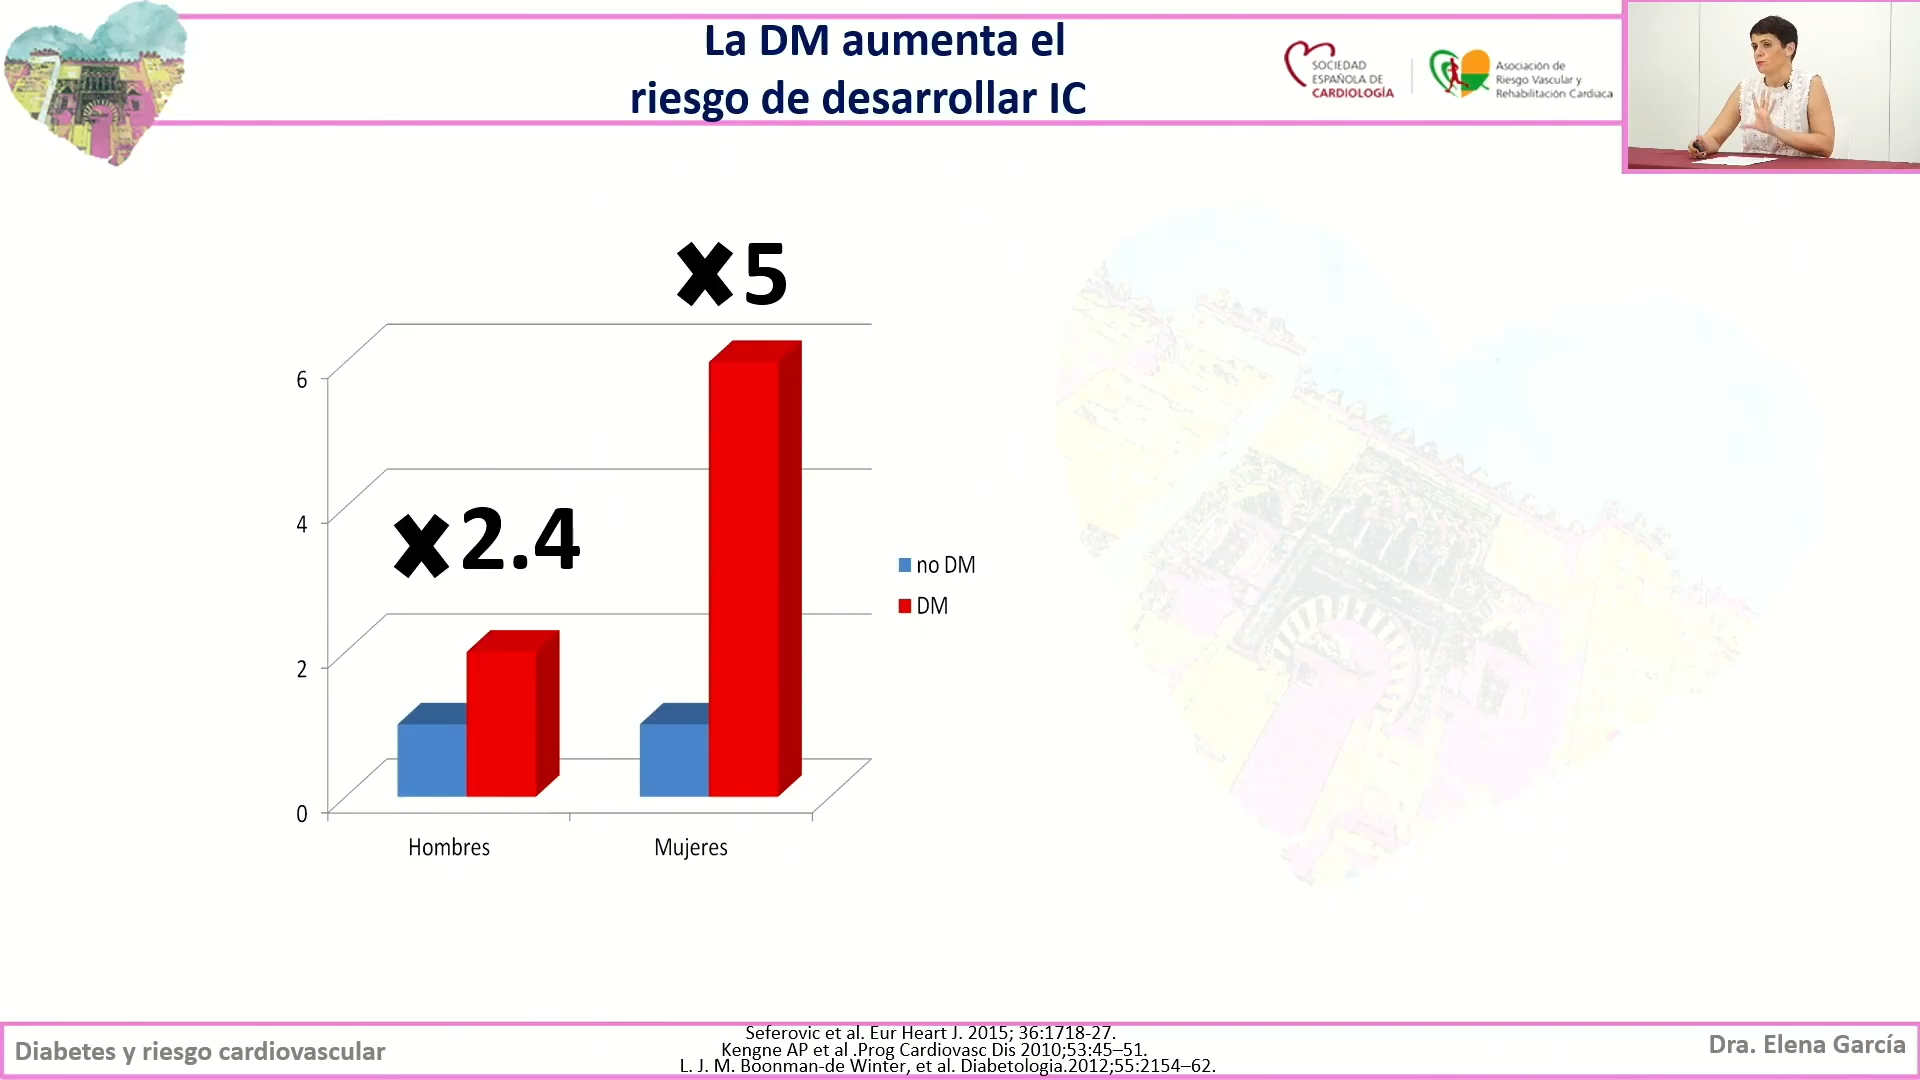 La DM aumenta el
riesgo de desarrollar IC
SOCIEDAD
ESPAÑOLA DE
CARDIOLOGÍA
Asociación de
Riesgo Vascular y
Rehabilitación Cardiaca
✖5
✖2.4
6
4
2
0
Hombres
Mujeres
no DM
DM
Diabetes y riesgo cardiovascular
Seferovic et al. Eur Heart J. 2015; 36:1718-27.
Kengne AP et al .Prog Cardiovasc Dis 2010;53:45–51.
L. J. M. Boonman-de Winter, et al. Diabetologia.2012;55:2154–62.
Dra. Elena García